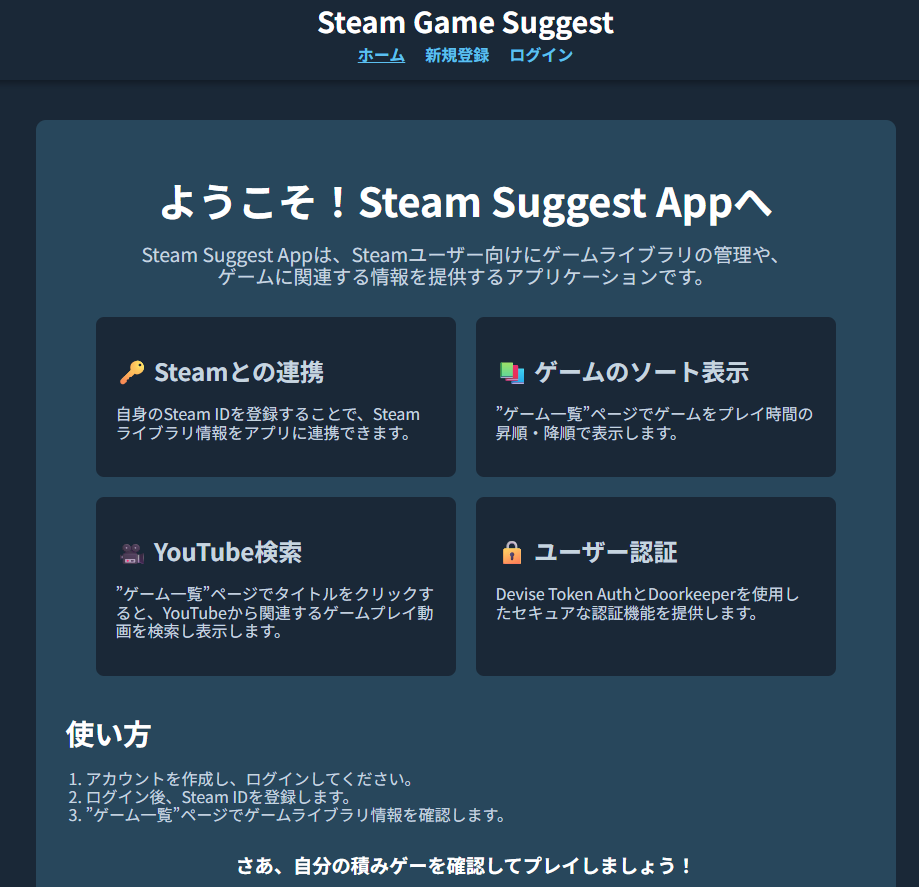 Steam Game Suggest
ホーム 新規登録 ログイン
ようこそ！Steam Suggest Appへ
Steam Suggest Appは、Steamユーザー向けにゲームライブラリの管理や、
ゲームに関連する情報を提供するアプリケーションです。
🔑 Steamとの連携
自身のSteam IDを登録することで、Steam
ライブラリ情報をアプリに連携できます。
📚 ゲームのソート表示
”ゲーム一覧”ページでゲームをプレイ時間の
昇順・降順で表示します。
🎥 YouTube検索
”ゲーム一覧”ページでタイトルをクリックす
ると、YouTubeから関連するゲームプレイ動
画を検索し表示します。
🔒 ユーザー認証
Devise Token AuthとDoorkeeperを使用し
たセキュアな認証機能を提供します。
使い方
1. アカウントを作成し、ログインしてください。
2. ログイン後、Steam IDを登録します。
3. ”ゲーム一覧”ページでゲームライブラリ情報を確認します。
さあ、自分の積みゲーを確認してプレイしましょう！